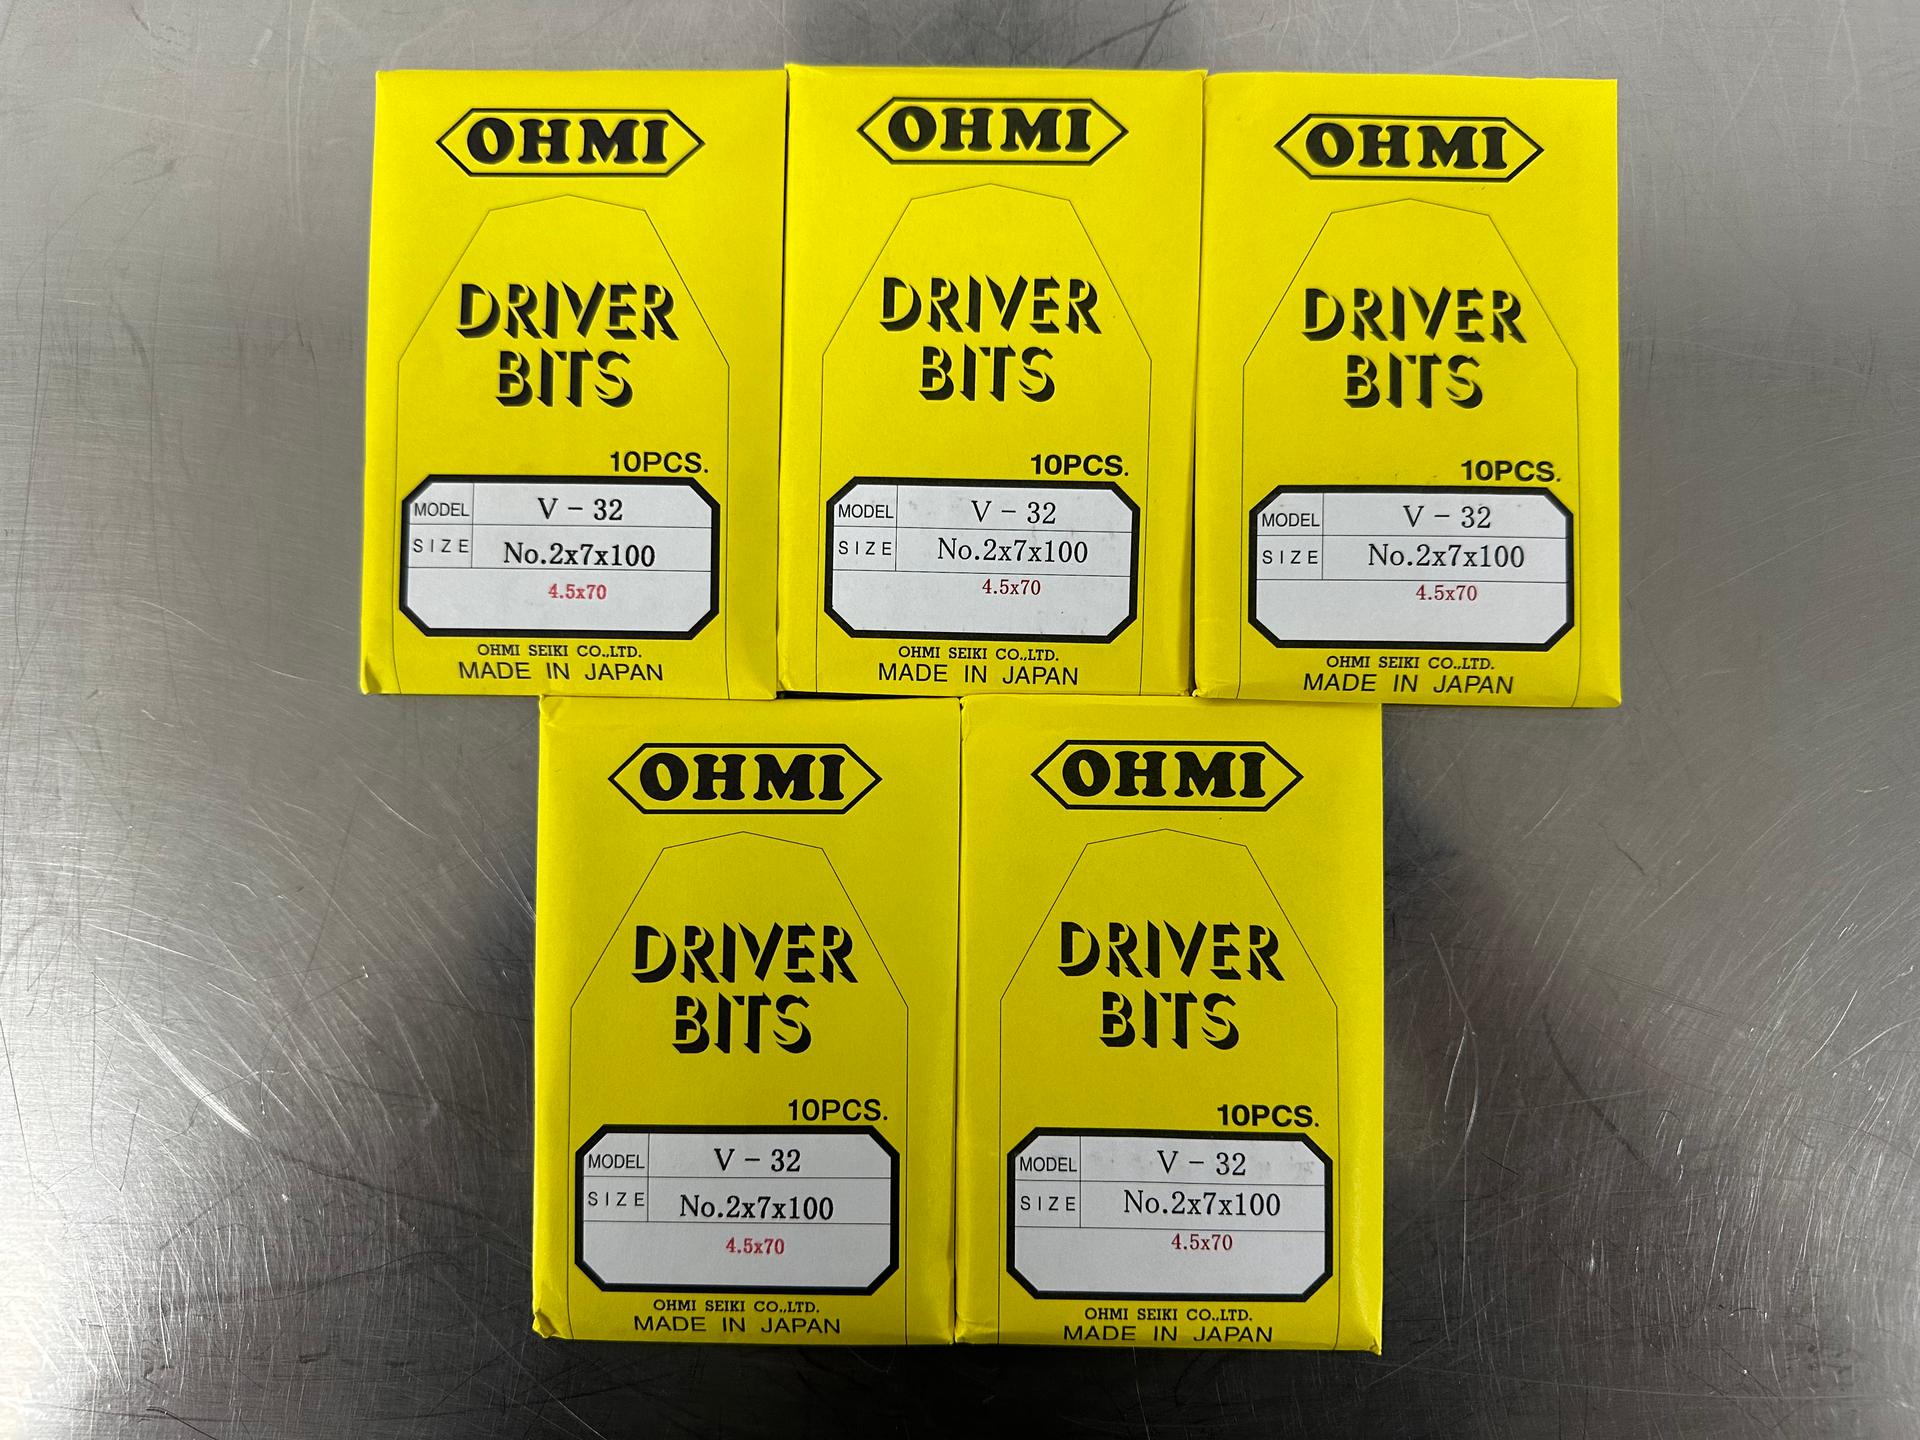 OHMI
DRIVER
BITS
10PCS.
MODEL V - 32
SIZE No.2x7x100
4.5x70
OHMI SEIKI CO.,LTD.
MADE IN JAPAN
OHMI
DRIVER
BITS
10PCS.
MODEL V - 32
SIZE No.2x7x100
4.5x70
OHMI SEIKI CO.,LTD.
MADE IN JAPAN
OHMI
DRIVER
BITS
10PCS.
MODEL V - 32
SIZE No.2x7x100
4.5x70
OHMI SEIKI CO.,LTD.
MADE IN JAPAN
OHMI
DRIVER
BITS
10PCS.
MODEL V - 32
SIZE No.2x7x100
4.5x70
OHMI SEIKI CO.,LTD.
MADE IN JAPAN
OHMI
DRIVER
BITS
10PCS.
MODEL V - 32
SIZE No.2x7x100
4.5x70
OHMI SEIKI CO.,LTD.
MADE IN JAPAN